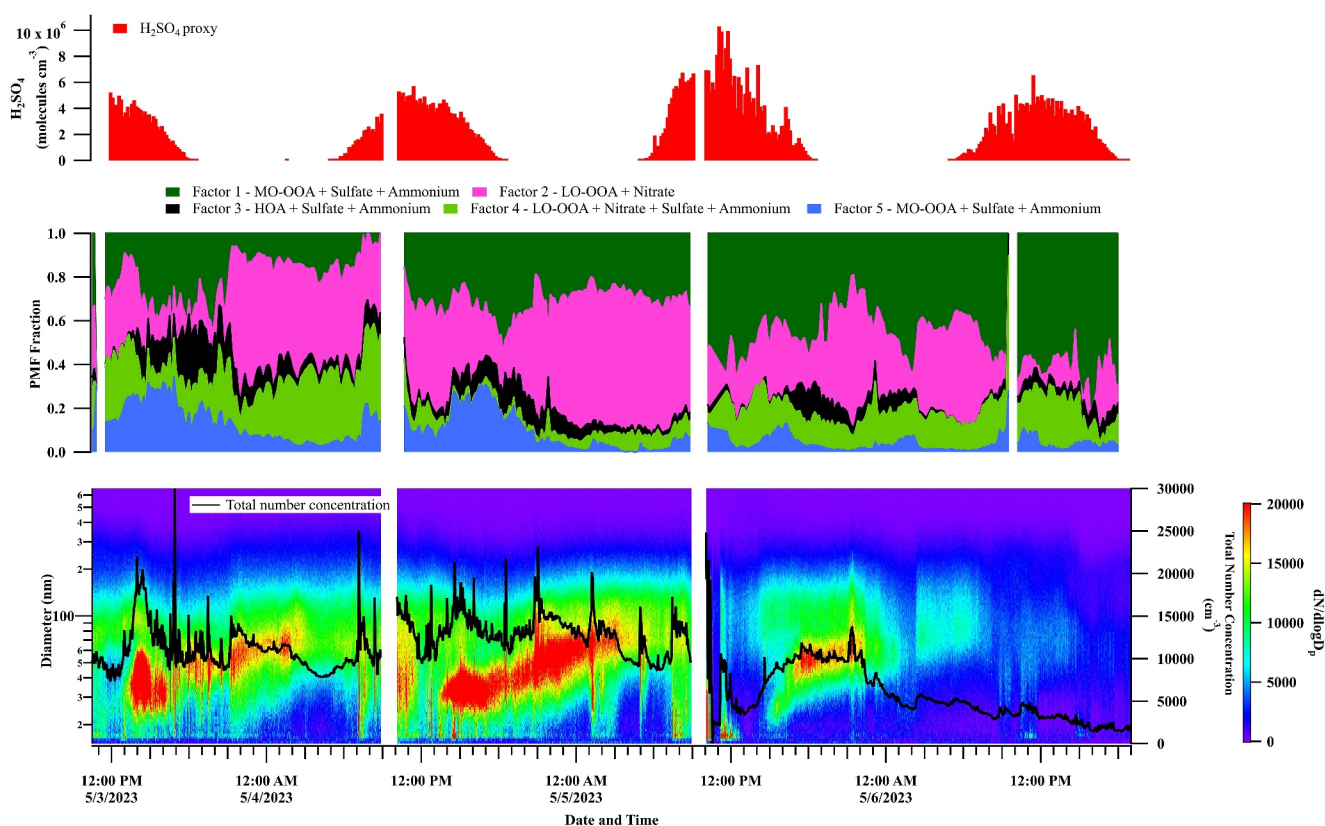 H₂SO₄ proxy
10 x 10⁶
8
6
4
2
0
H₂SO₄
(molecules cm⁻³)
Factor 1 - MO-OOA + Sulfate + Ammonium
Factor 2 - LO-OOA + Nitrate
Factor 3 - HOA + Sulfate + Ammonium
Factor 4 - LO-OOA + Nitrate + Sulfate + Ammonium
Factor 5 - MO-OOA + Sulfate + Ammonium
1.0
0.8
0.6
0.4
0.2
0.0
PMF Fraction
Total number concentration
6
5
4
3
2
100
6
5
4
3
2
Diameter (nm)
30000
25000
20000
15000
10000
5000
0
Total Number Concentration
(cm⁻³)
20000
15000
10000
5000
0
dN/dlogDₚ
12:00 PM
5/3/2023
12:00 AM
5/4/2023
12:00 PM
12:00 AM
5/5/2023
12:00 PM
12:00 AM
5/6/2023
12:00 PM
Date and Time